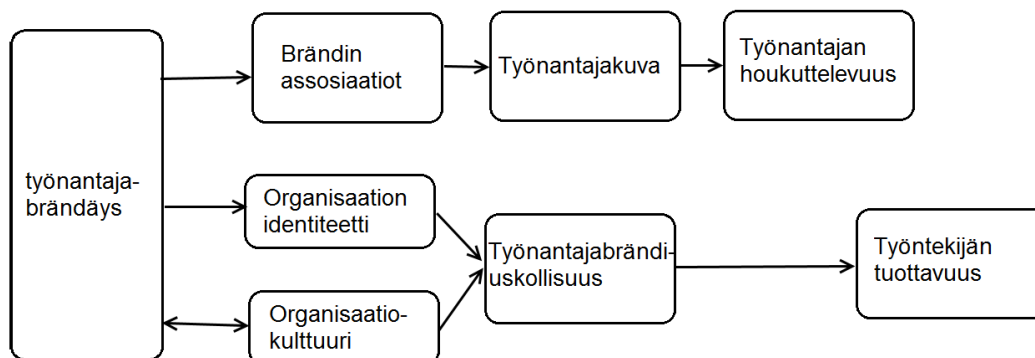 työnantaja-
brändäys
Brändin
assosiaatiot
Työnantajakuva
Työnantajan
houkuttelevuus
Organisaation
identiteetti
Organisaatio-
kulttuuri
Työnantajabrändi-
uskollisuus
Työntekijän
tuottavuus